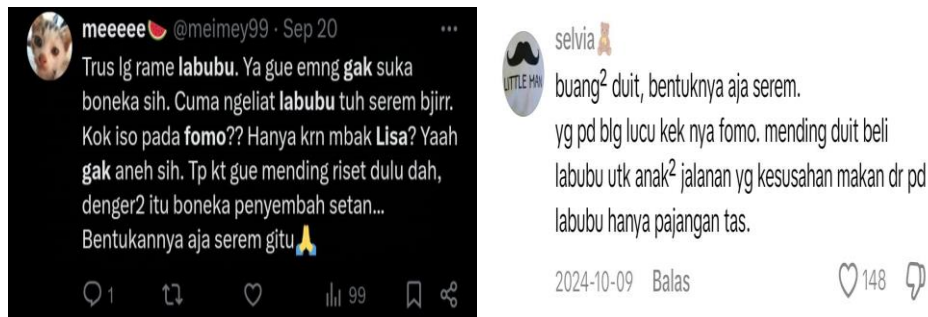 meeeee🍉 @meimey99 · Sep 20
Trus lg rame labubu. Ya gue emng gak suka
boneka sih. Cuma ngeliat labubu tuh serem bjirr.
Kok iso pada fomo?? Hanya krn mbak Lisa? Yaah
gak aneh sih. Tp kt gue mending riset dulu dah,
denger2 itu boneka penyembah setan...
Bentukannya aja serem gitu🙏
1 99
LITTLE MAN
selvia🧸
buang² duit, bentuknya aja serem.
yg pd blg lucu kek nya fomo. mending duit beli
labubu utk anak² jalanan yg kesusahan makan dr pd
labubu hanya pajangan tas.
2024-10-09 Balas 148